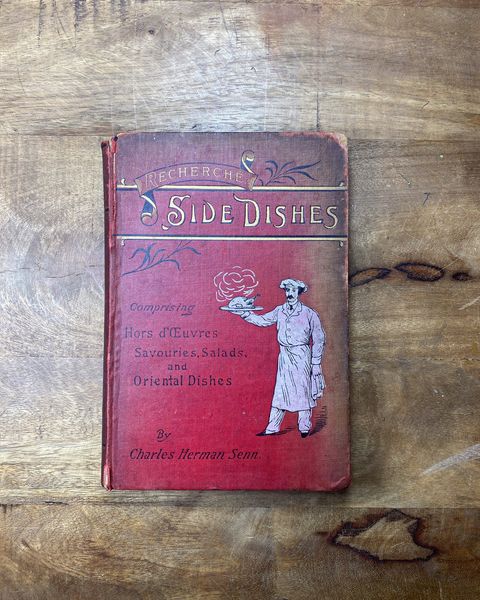 RECHERCHÉ
SIDE DISHES
Comprising
Hors d'Œuvres
Savouries, Salads,
and
Oriental Dishes
By
Charles Herman Senn.